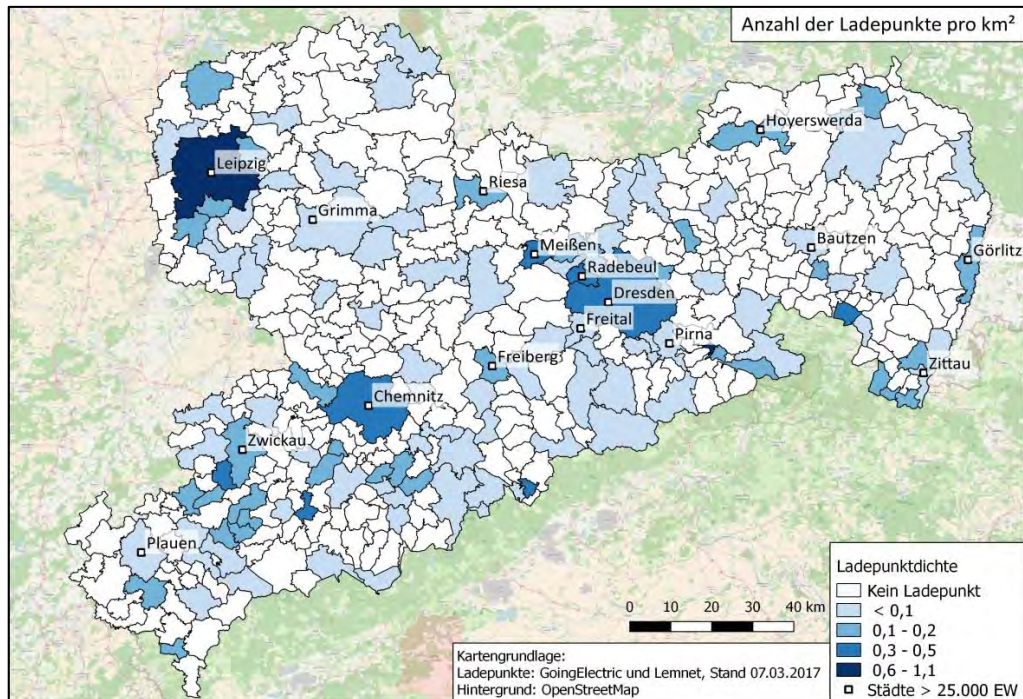 Anzahl der Ladepunkte pro km²
Hoyerswerda
Leipzig
Riesa
Grimma
Bautzen
Meißen
Görlitz
Radebeul
Dresden
Freital
Pirna
Freiberg
Zittau
Chemnitz
Zwickau
Plauen
Ladepunktdichte
Kein Ladepunkt
< 0,1
0,1 - 0,2
0,3 - 0,5
0,6 - 1,1
Städte > 25.000 EW
0 10 20 30 40 km
Kartengrundlage:
Ladepunkte: GoingElectric und Lemnet, Stand 07.03.2017
Hintergrund: OpenStreetMap